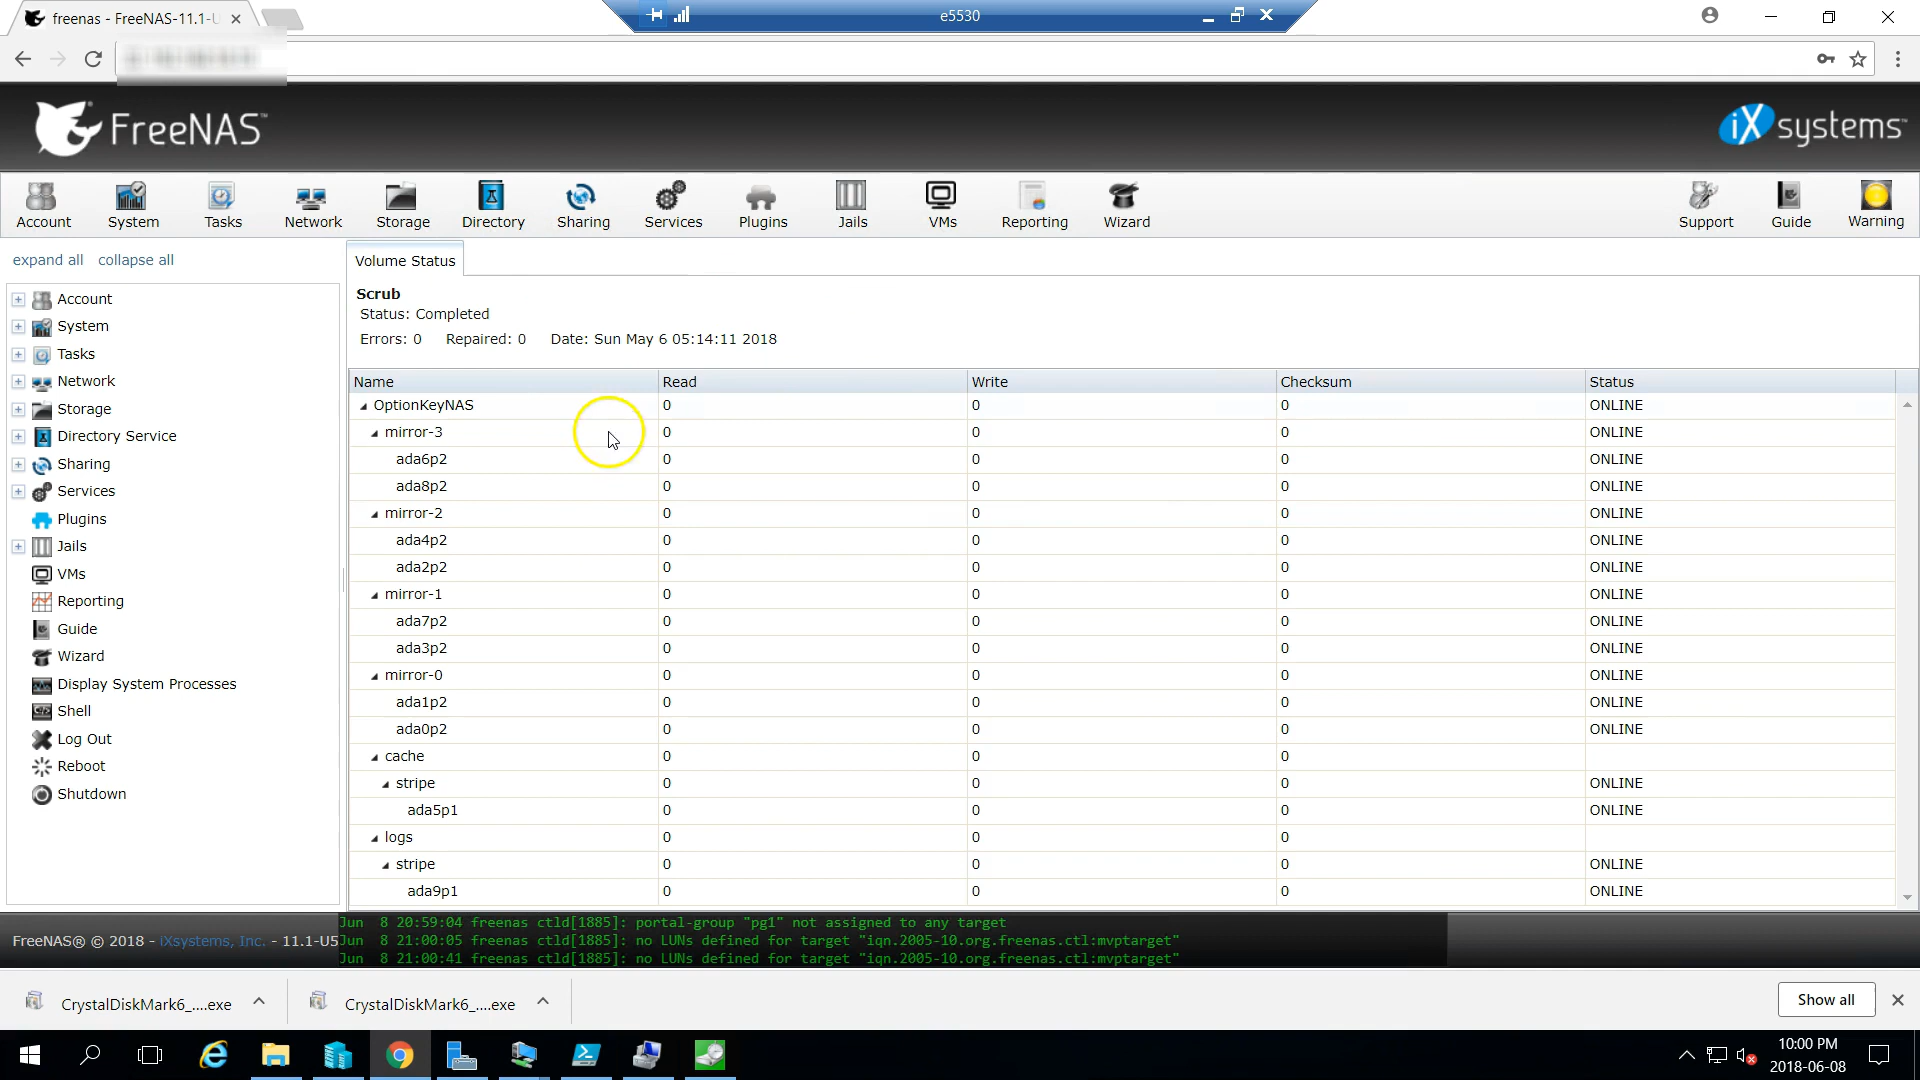 freenas - FreeNAS-11.1-U
e5530
FreeNAS™
iXsystems™
Account
System
Tasks
Network
Storage
Directory
Sharing
Services
Plugins
Jails
VMs
Reporting
Wizard
Support
Guide
Warning
expand all collapse all
Account
System
Tasks
Network
Storage
Directory Service
Sharing
Services
Plugins
Jails
VMs
Reporting
Guide
Wizard
Display System Processes
Shell
Log Out
Reboot
Shutdown
Volume Status
Scrub
Status: Completed
Errors: 0 Repaired: 0 Date: Sun May 6 05:14:11 2018
Name Read Write Checksum Status
OptionKeyNAS 0 0 0 ONLINE
mirror-3 0 0 0 ONLINE
ada6p2 0 0 0 ONLINE
ada8p2 0 0 0 ONLINE
mirror-2 0 0 0 ONLINE
ada4p2 0 0 0 ONLINE
ada2p2 0 0 0 ONLINE
mirror-1 0 0 0 ONLINE
ada7p2 0 0 0 ONLINE
ada3p2 0 0 0 ONLINE
mirror-0 0 0 0 ONLINE
ada1p2 0 0 0 ONLINE
ada0p2 0 0 0 ONLINE
cache 0 0 0
stripe 0 0 0 ONLINE
ada5p1 0 0 0 ONLINE
logs 0 0 0
stripe 0 0 0 ONLINE
ada9p1 0 0 0 ONLINE
FreeNAS® © 2018 - iXsystems, Inc. - 11.1-U5
Jun 8 20:59:04 freenas ctld[1885]: portal-group "pg1" not assigned to any target
Jun 8 21:00:05 freenas ctld[1885]: no LUNs defined for target "iqn.2005-10.org.freenas.ctl:mvptarget"
Jun 8 21:00:41 freenas ctld[1885]: no LUNs defined for target "iqn.2005-10.org.freenas.ctl:mvptarget"
CrystalDiskMark6_....exe
CrystalDiskMark6_....exe
Show all
10:00 PM
2018-06-08